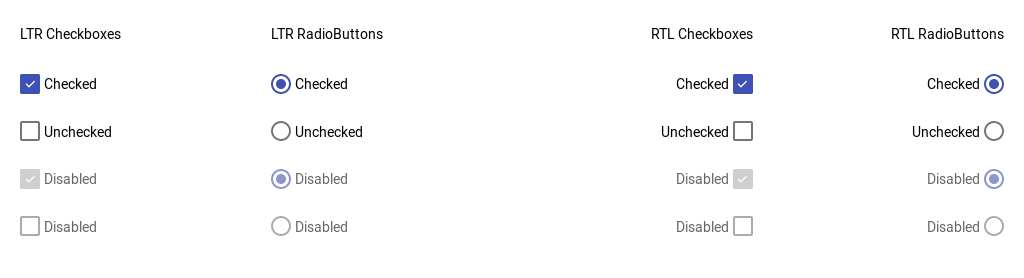 LTR Checkboxes
LTR RadioButtons
RTL Checkboxes
RTL RadioButtons
Checked
Checked
Checked
Checked
Unchecked
Unchecked
Unchecked
Unchecked
Disabled
Disabled
Disabled
Disabled
Disabled
Disabled
Disabled
Disabled